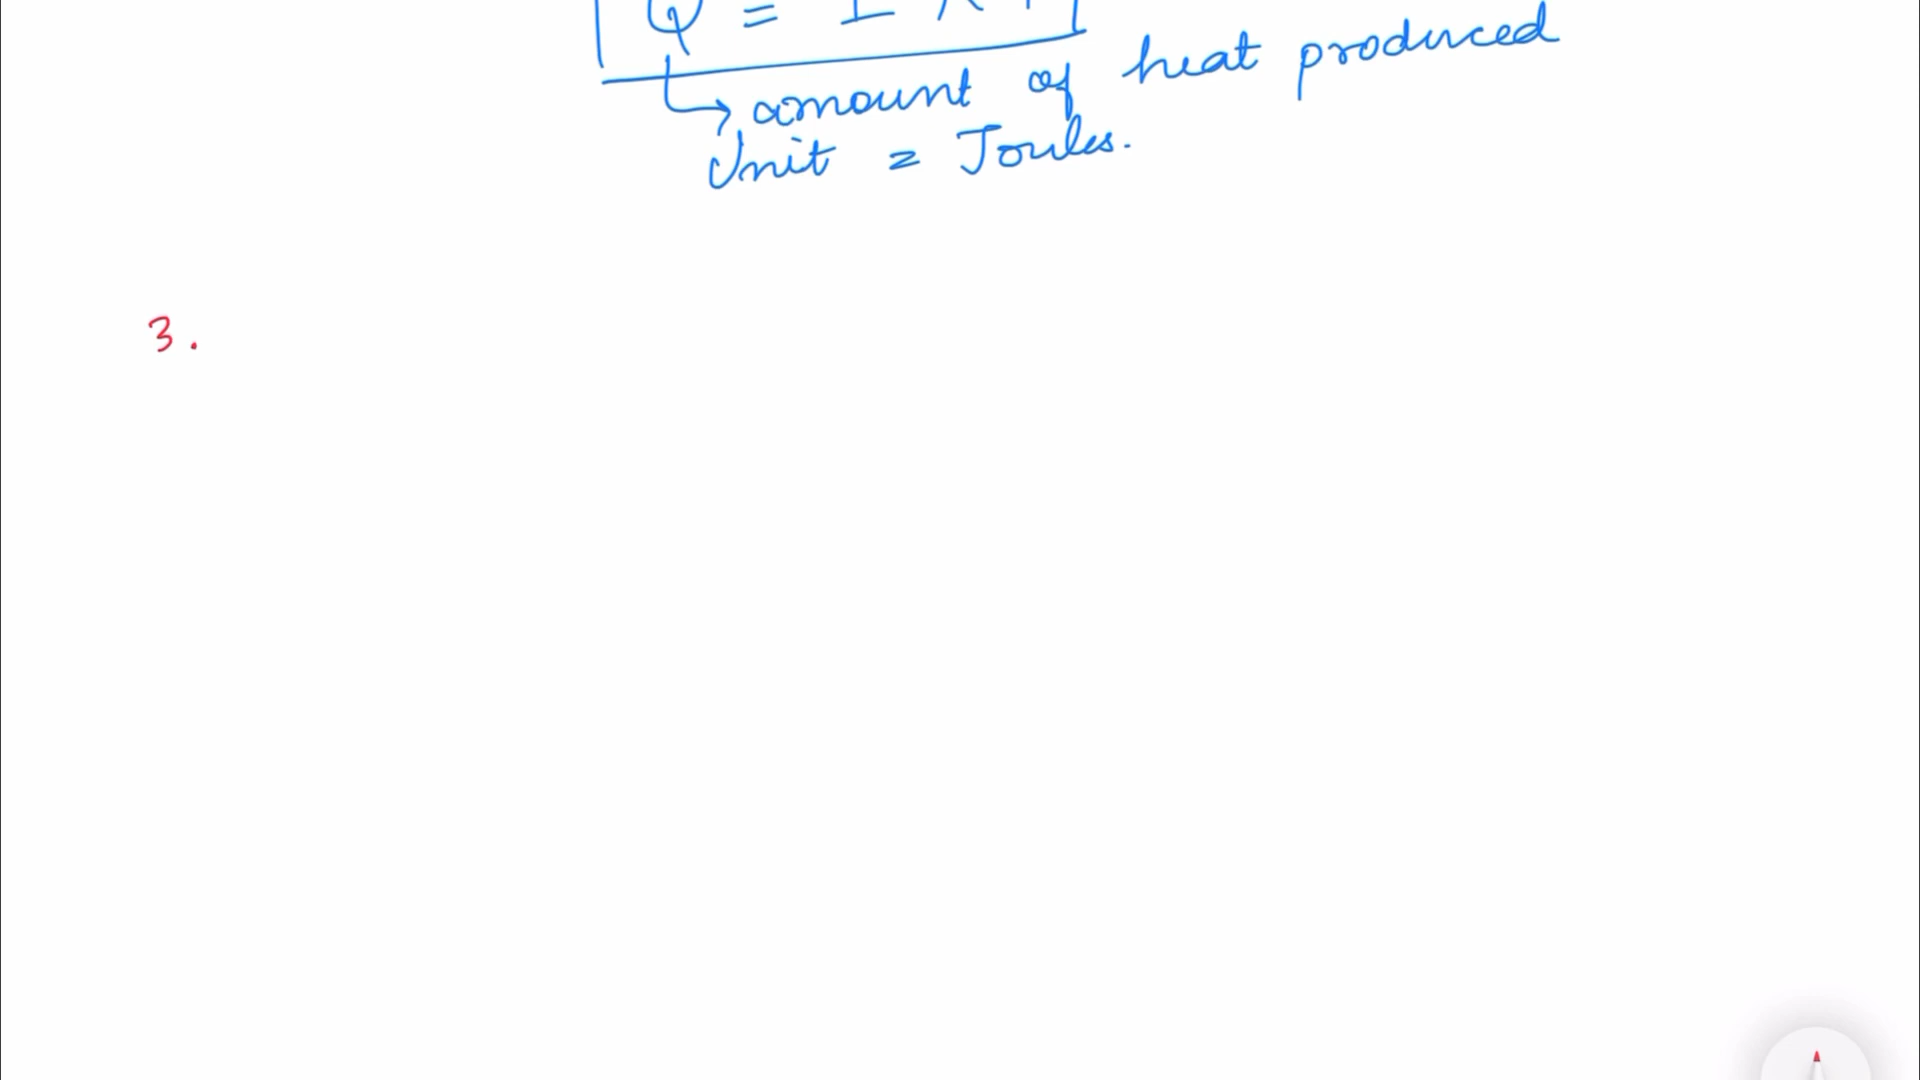 Q = I
amount of heat produced
Unit = Joules.
3.